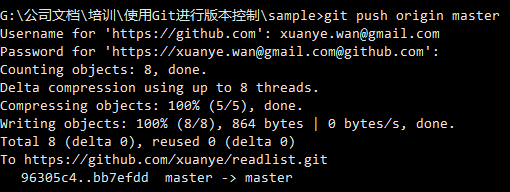 G:\公司文档\培训\使用Git进行版本控制\sample>git push origin master
Username for 'https://github.com': xuanye.wan@gmail.com
Password for 'https://xuanye.wan@gmail.com@github.com':
Counting objects: 8, done.
Delta compression using up to 8 threads.
Compressing objects: 100% (5/5), done.
Writing objects: 100% (8/8), 864 bytes | 0 bytes/s, done.
Total 8 (delta 0), reused 0 (delta 0)
To https://github.com/xuanye/readlist.git
   96305c4..bb7efdd  master -> master